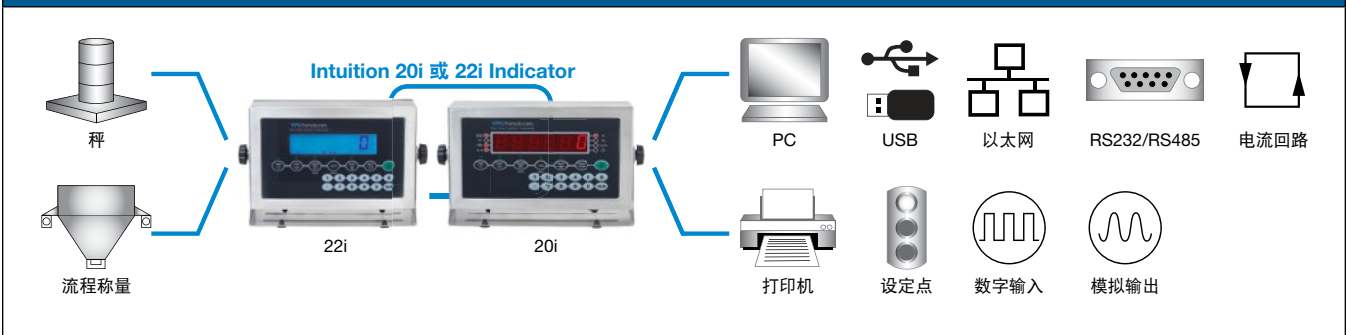 Intuition 20i 或 22i Indicator
秤
流程称量
22i
20i
PC
USB
以太网
RS232/RS485
电流回路
打印机
设定点
数字输入
模拟输出